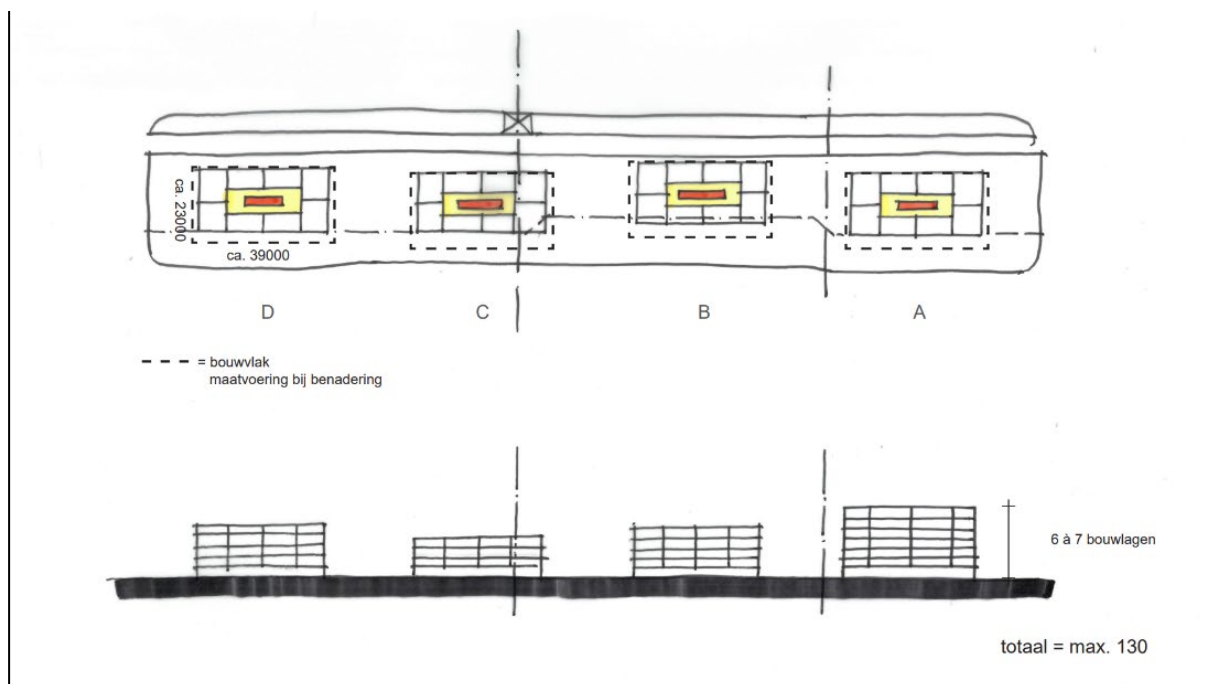 ca. 23000
ca. 39000
D
C
B
A
= bouwvlak
maatvoering bij benadering
6 à 7 bouwlagen
totaal = max. 130